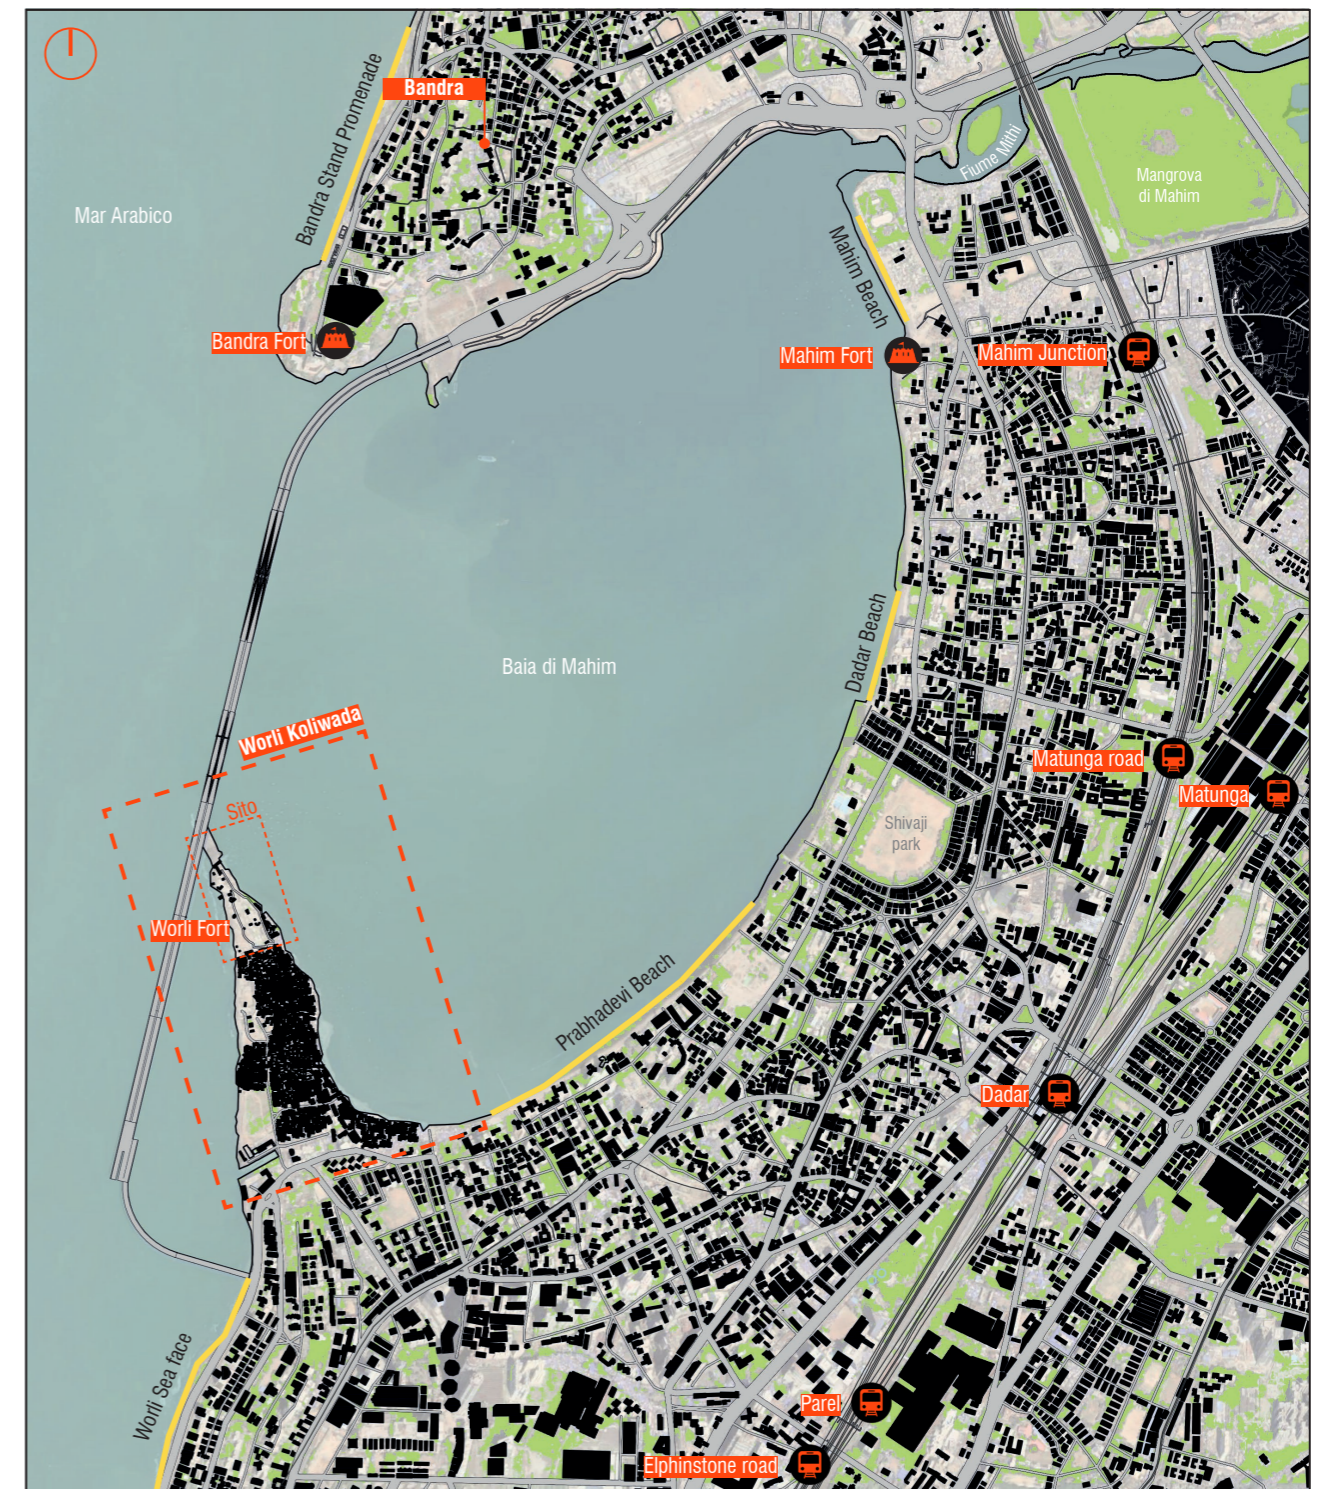 Bandra Stand Promenade
Bandra
Mar Arabico
Fiume Mithi
Mangrova
di Mahim
Mahim Beach
Bandra Fort
Mahim Fort
Mahim Junction
Dadar Beach
Baia di Mahim
Worli Koliwada
Matunga road
Matunga
Sito
Shivaji
park
Worli Fort
Prabhadevi Beach
Dadar
Worli Sea face
Parel
Elphinstone road